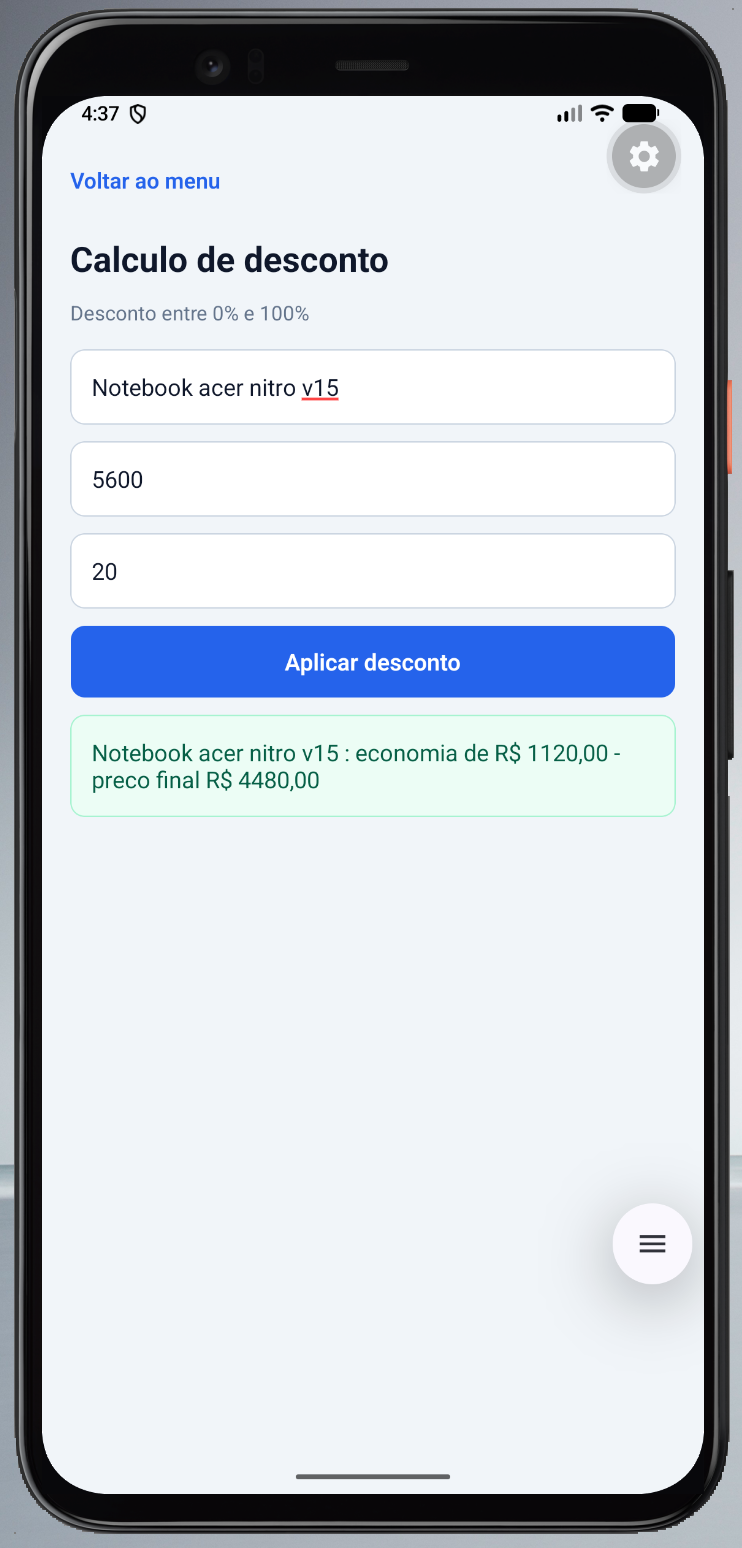 4:37
Voltar ao menu
Calculo de desconto
Desconto entre 0% e 100%
Notebook acer nitro v15
5600
20
Aplicar desconto
Notebook acer nitro v15 : economia de R$ 1120,00 -
preco final R$ 4480,00